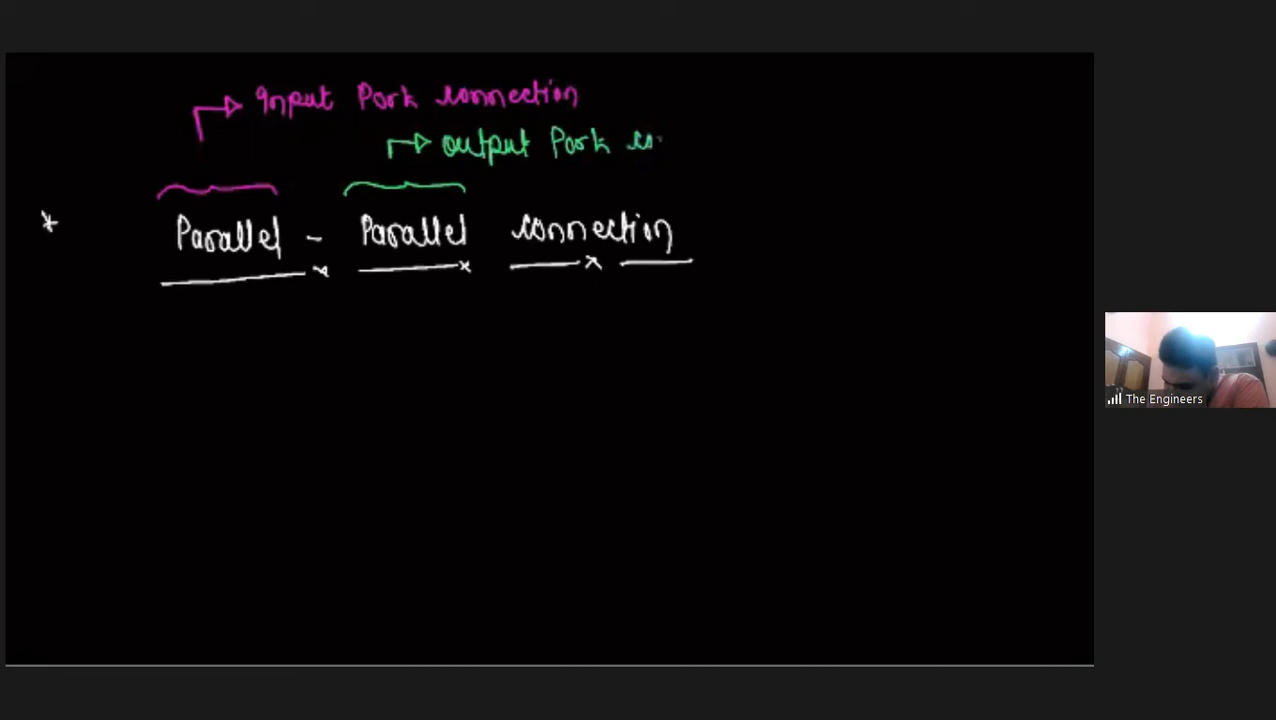 Input Port connection
output Port co
* Parallel - Parallel connection
The Engineers